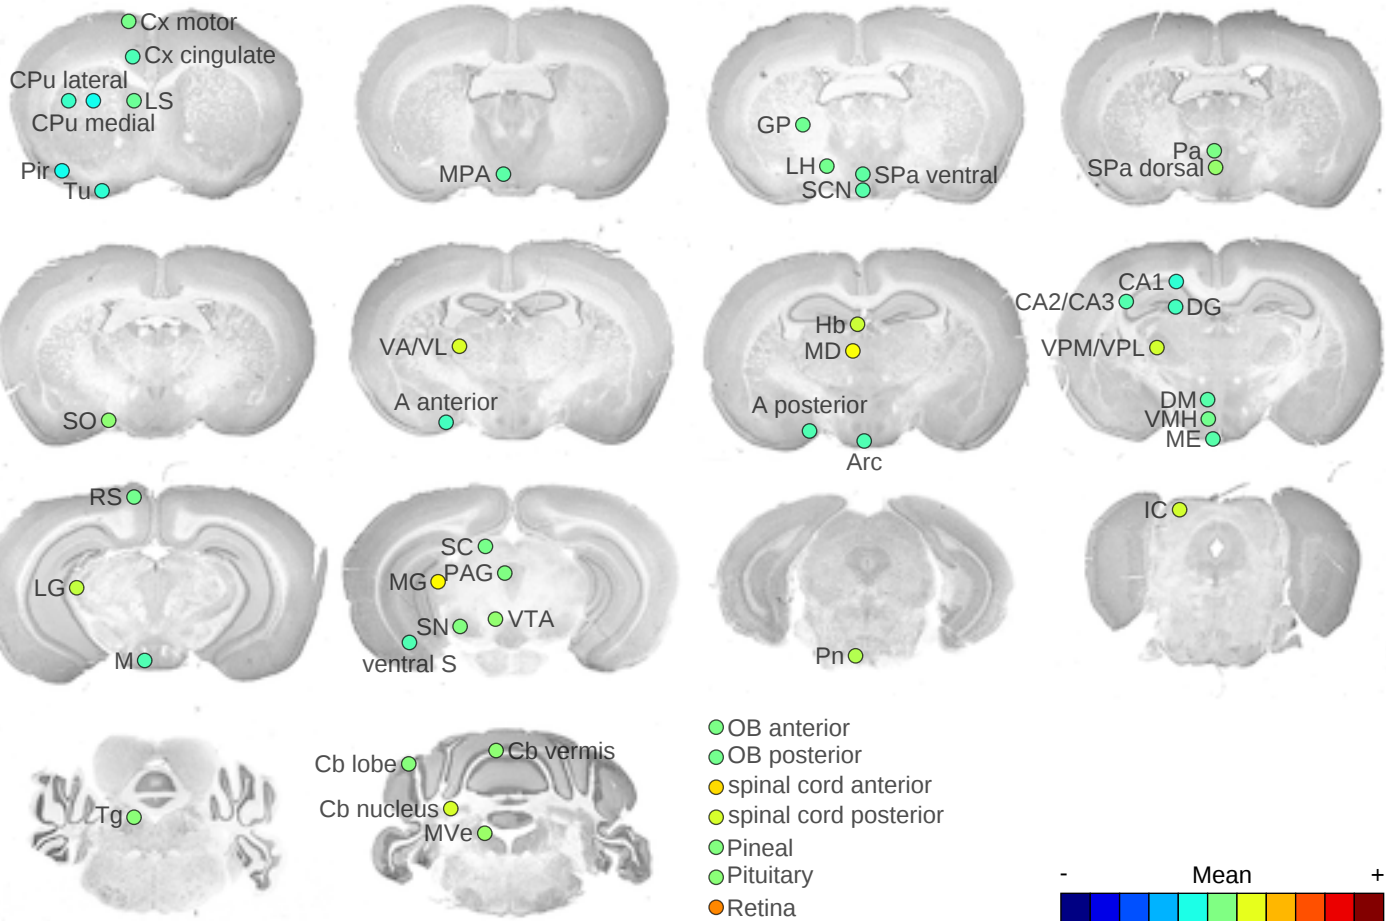 Cx motor
Cx cingulate
CPu lateral
LS
CPu medial
Pir
Tu
MPA
GP
LH
SPa ventral
SCN
Pa
SPa dorsal
SO
VA/VL
A anterior
Hb
MD
A posterior
Arc
CA1
CA2/CA3
DG
VPM/VPL
DM
VMH
ME
RS
LG
M
SC
MG
PAG
SN
VTA
ventral S
Pn
IC
Tg
Cb lobe
Cb vermis
Cb nucleus
MVe
OB anterior
OB posterior
spinal cord anterior
spinal cord posterior
Pineal
Pituitary
Retina
- Mean +